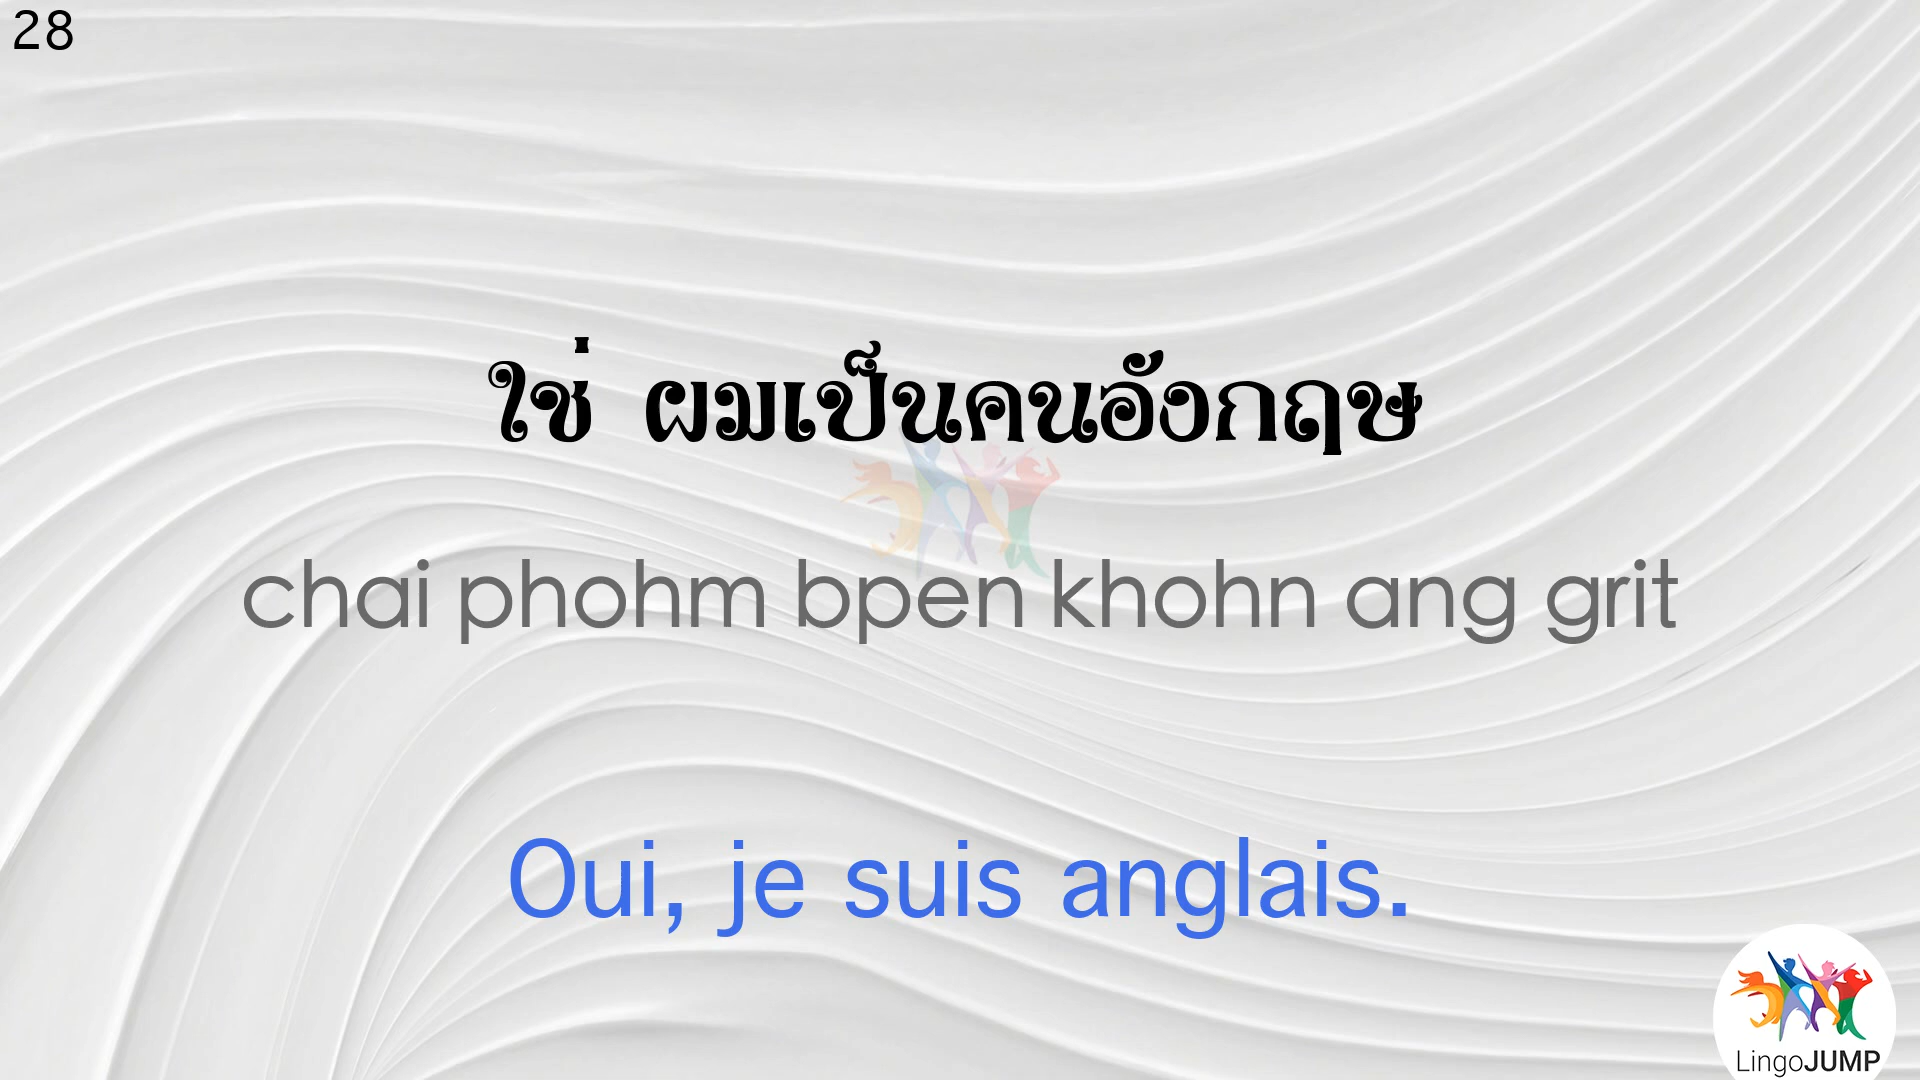 28
ใช่ ผมเป็นคนอังกฤษ
chai phohm bpen khohn ang grit
Oui, je suis anglais.
LingoJUMP